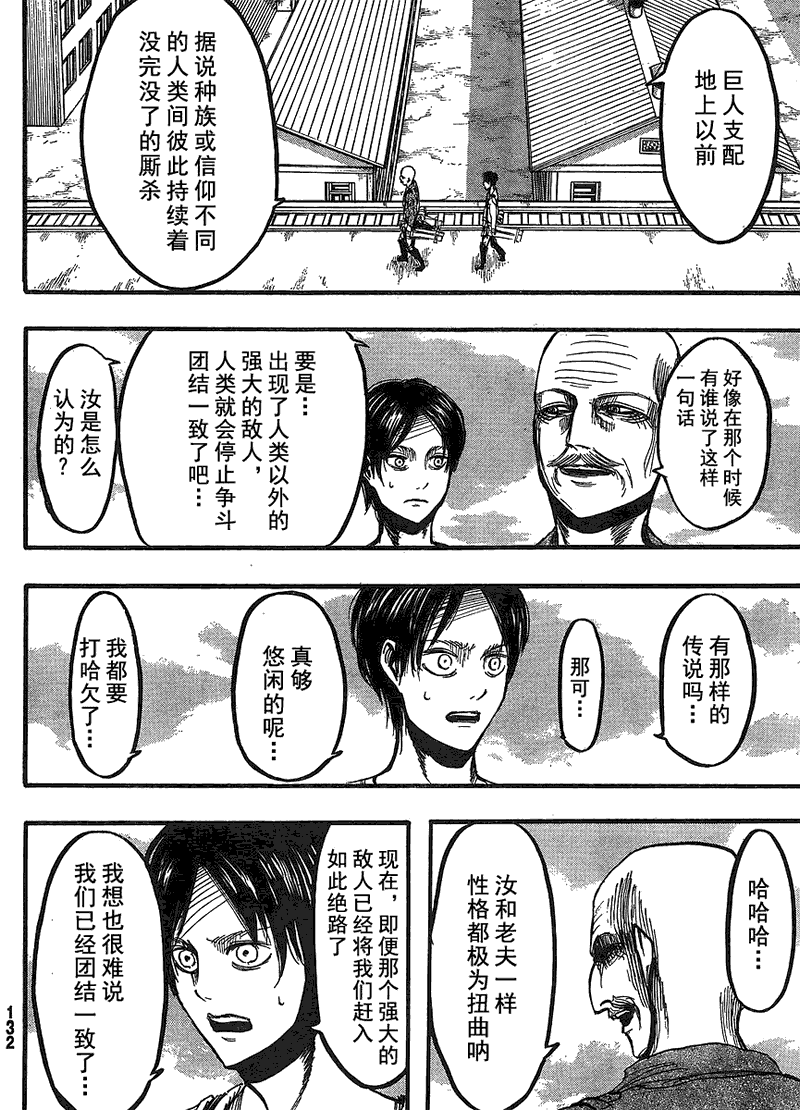 巨人支配
地上以前
据说种族或信仰不同
的人类间彼此持续着
没完没了的厮杀
好像在那个时候
有谁说了这样
一句话
要是…
出现了人类以外的
强大的敌人，
人类就会停止争斗
团结一致了吧…
汝是怎么
认为的？
有那样的
传说吗…
那可…
真够
悠闲的呢…
我都要
打哈欠了…
哈哈
哈哈…
汝和老夫一样
性格都极为扭曲呐
现在，即便那个强大的
敌人已经将我们赶入
如此绝路了
我想也很难说
我们已经团结一致了…
132